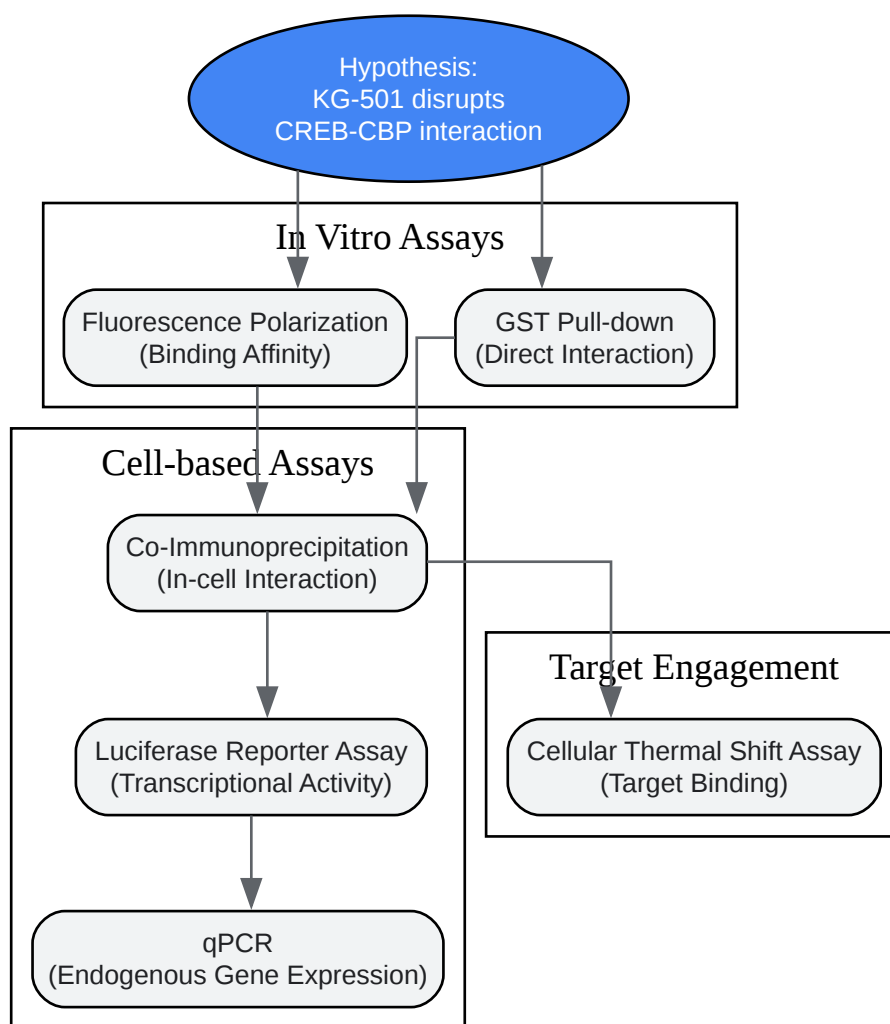 Hypothesis:
KG-501 disrupts
CREB-CBP interaction
In Vitro Assays
Fluorescence Polarization
(Binding Affinity)
GST Pull-down
(Direct Interaction)
Cell-based Assays
Co-Immunoprecipitation
(In-cell Interaction)
Target Engagement
Luciferase Reporter Assay
(Transcriptional Activity)
Cellular Thermal Shift Assay
(Target Binding)
qPCR
(Endogenous Gene Expression)